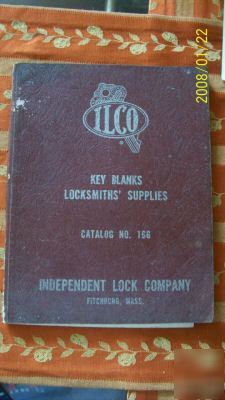 ILCO
KEY BLANKS
LOCKSMITHS' SUPPLIES
CATALOG NO. 166
INDEPENDENT LOCK COMPANY
FITCHBURG, MASS.
2008/01/22